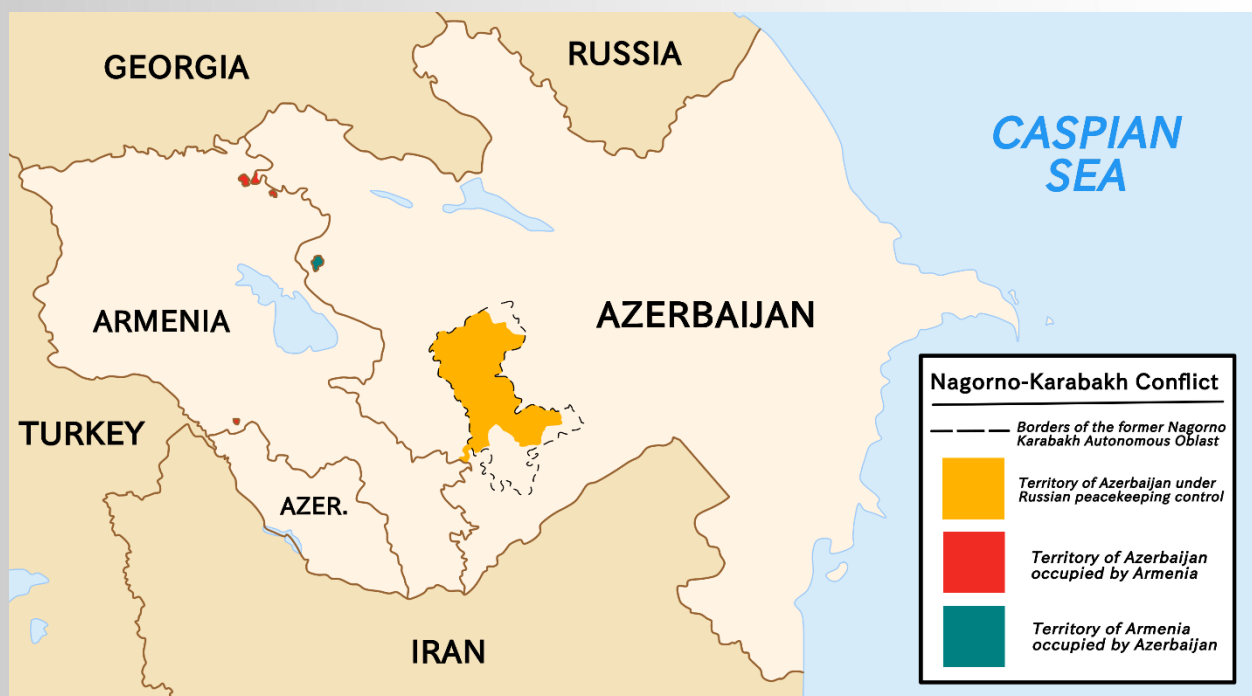 GEORGIA
RUSSIA
CASPIAN
SEA
ARMENIA
AZERBAIJAN
TURKEY
AZER.
IRAN
Nagorno-Karabakh Conflict
Borders of the former Nagorno
Karabakh Autonomous Oblast
Territory of Azerbaijan under
Russian peacekeeping control
Territory of Azerbaijan
occupied by Armenia
Territory of Armenia
occupied by Azerbaijan